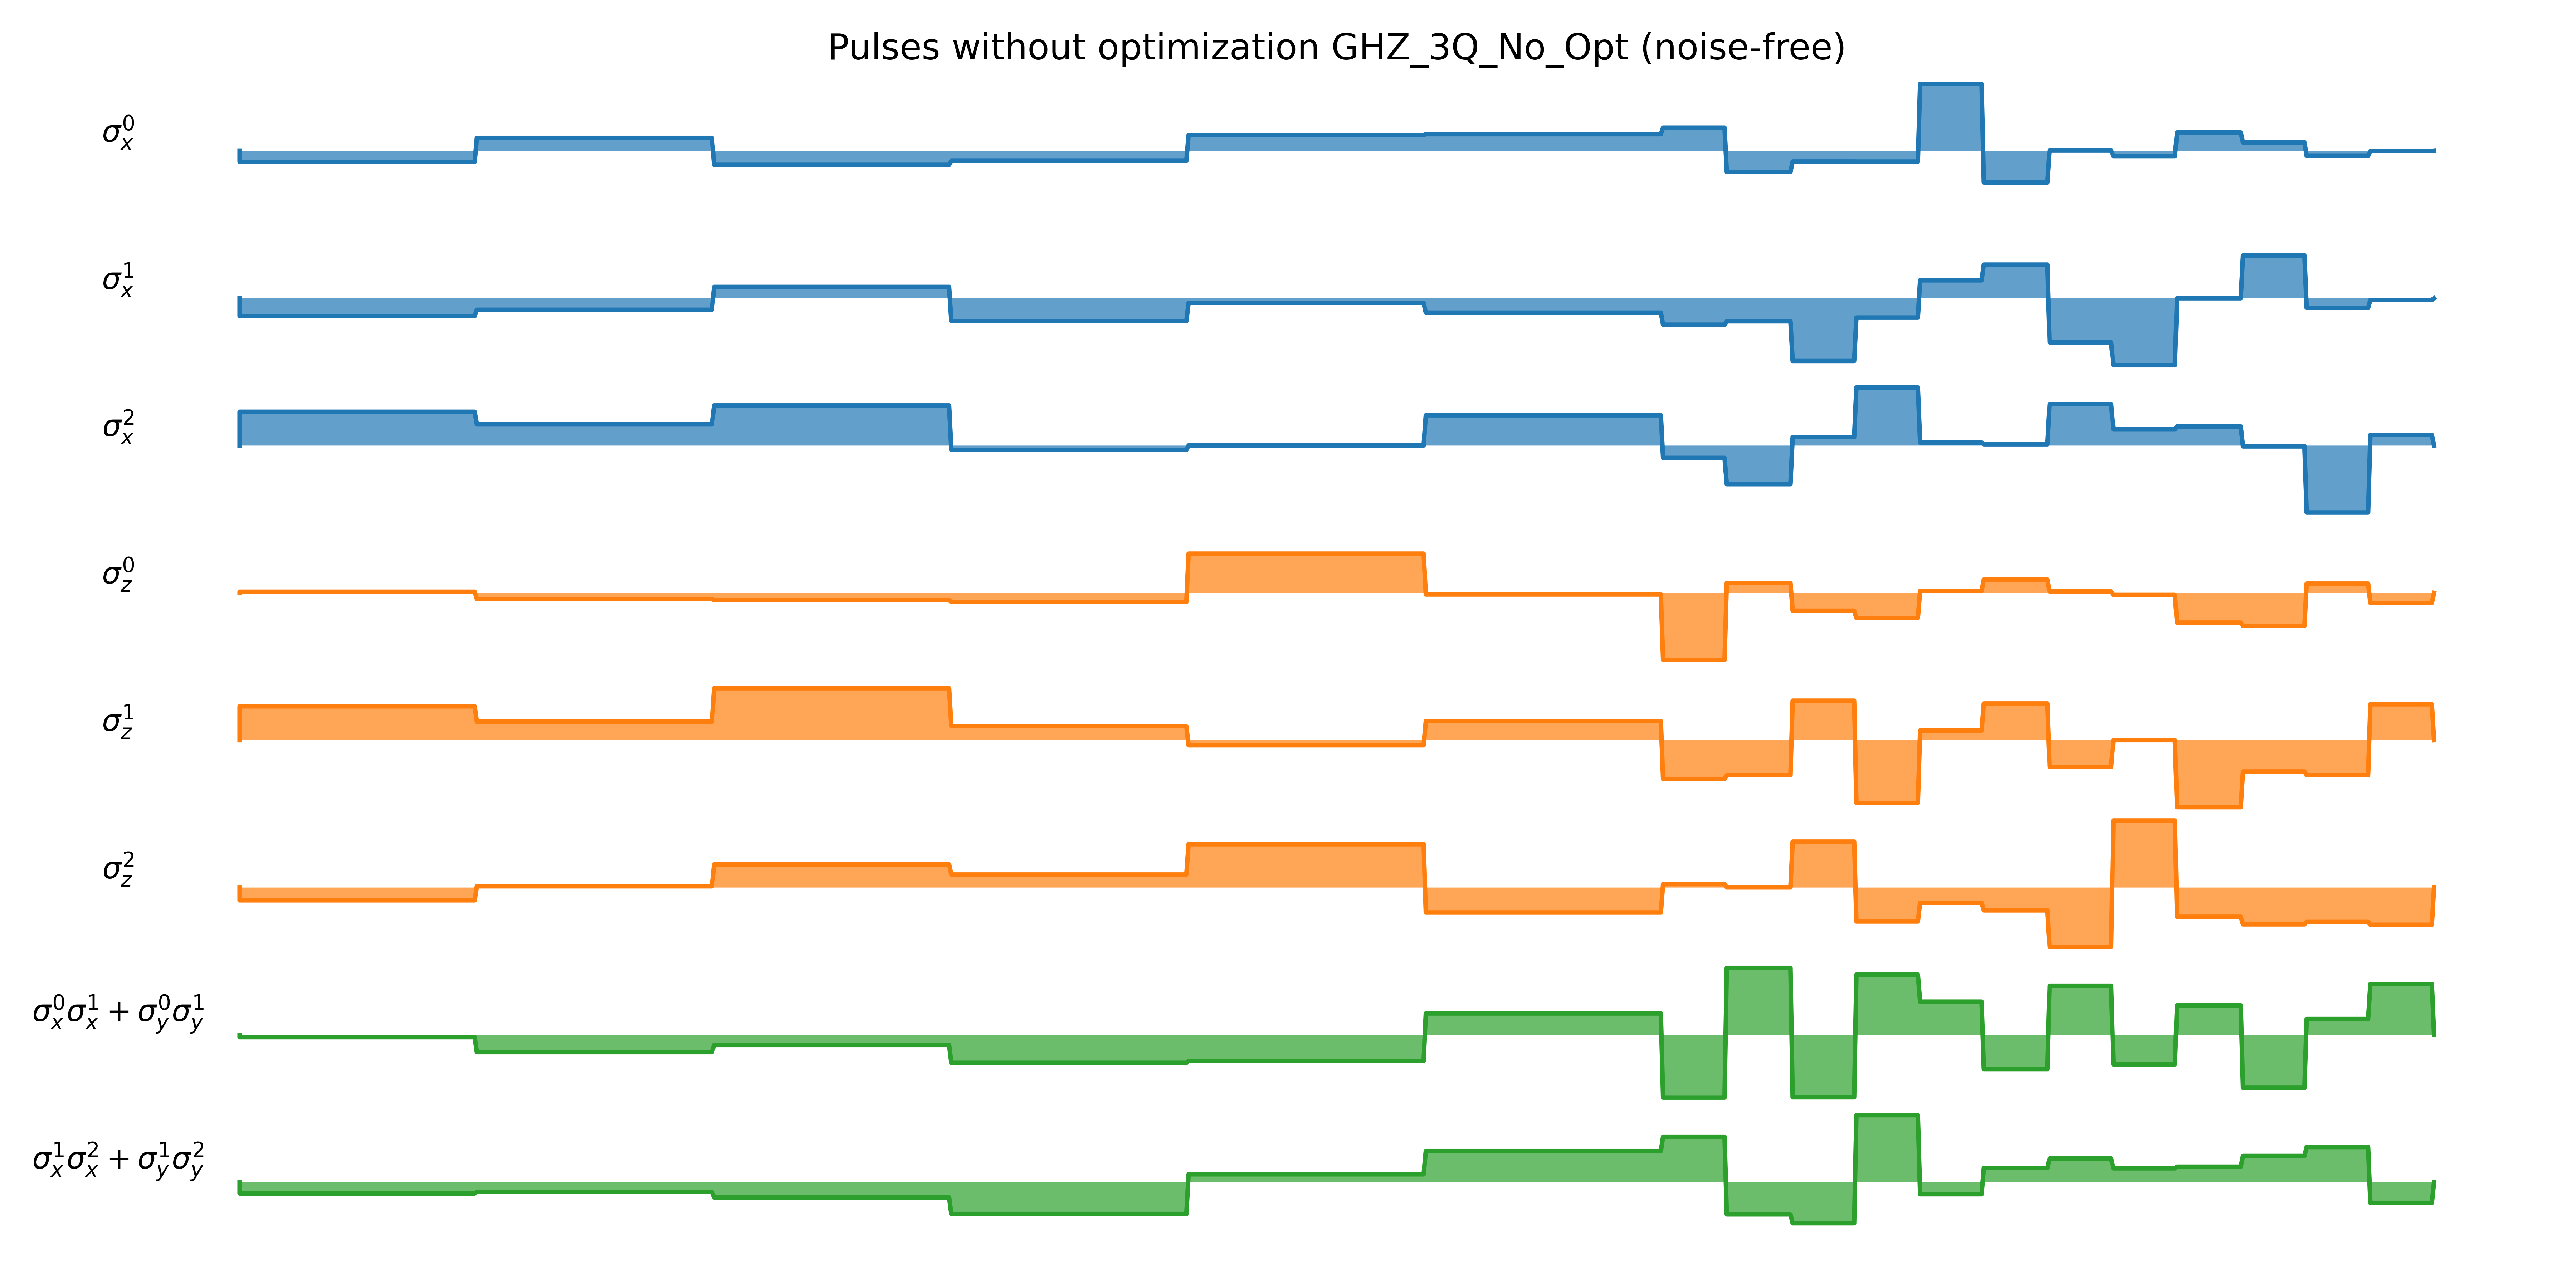 Pulses without optimization GHZ_3Q_No_Opt (noise-free)
σ_x^0
σ_x^1
σ_x^2
σ_z^0
σ_z^1
σ_z^2
σ_x^0σ_x^1 + σ_y^0σ_y^1
σ_x^1σ_x^2 + σ_y^1σ_y^2